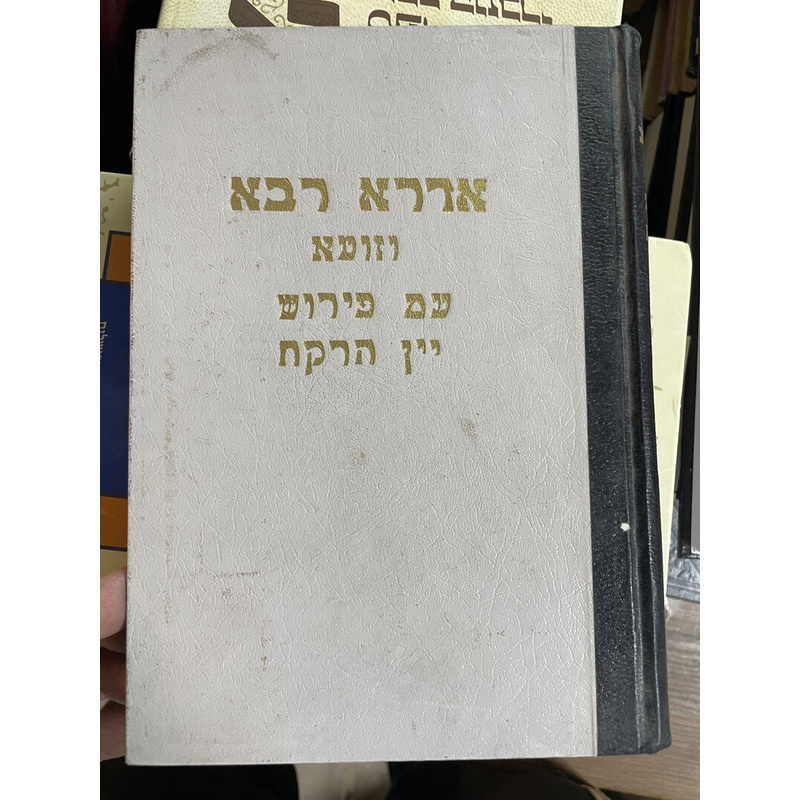 אדרא רבא
וזוטא
עם פירוש
יין הרקח